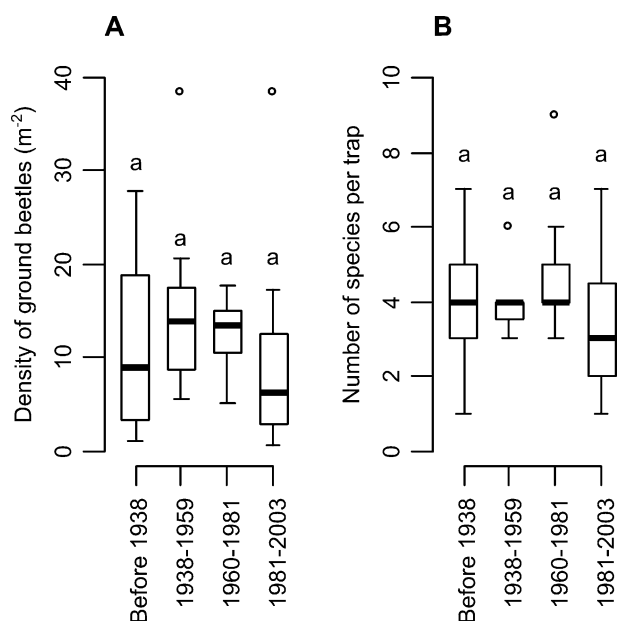 A
Density of ground beetles (m⁻²)
0
10
20
30
40
a
a
a
a
Before 1938
1938-1959
1960-1981
1981-2003
B
Number of species per trap
0
2
4
6
8
10
a
a
a
a
Before 1938
1938-1959
1960-1981
1981-2003